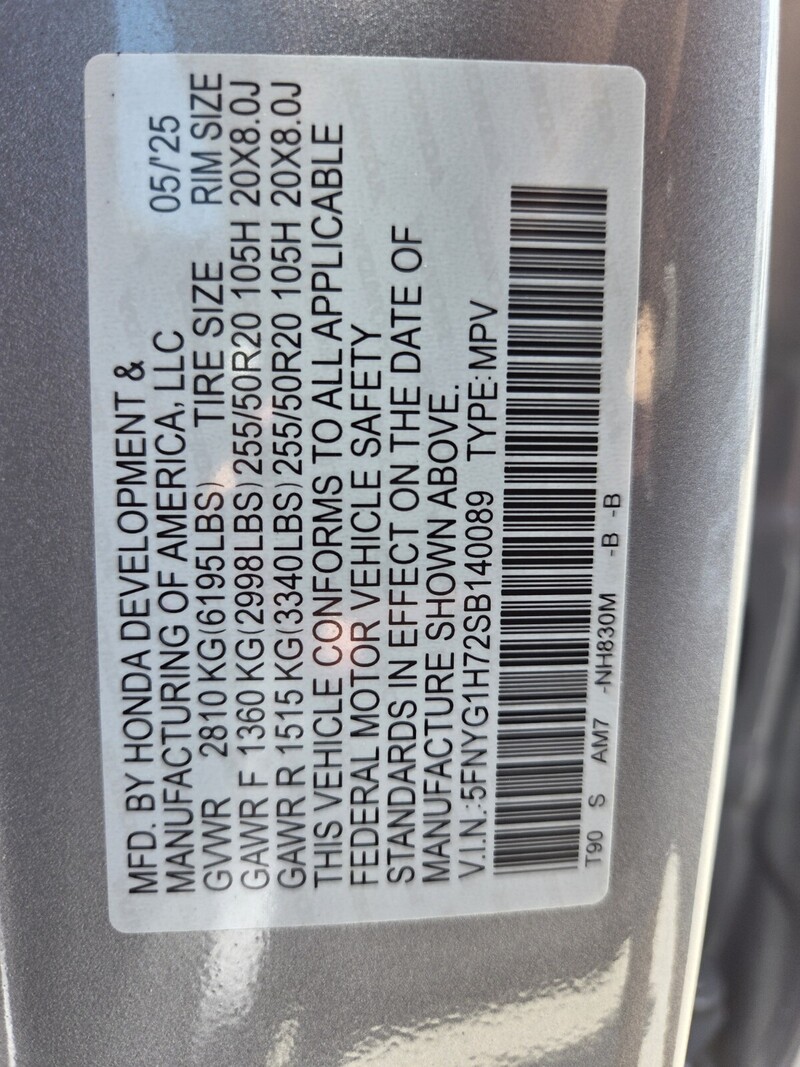 MFD. BY HONDA DEVELOPMENT &
MANUFACTURING OF AMERICA, LLC 05/'25
GVWR 2810 KG(6195LBS) TIRE SIZE RIM SIZE
GAWR F 1360 KG(2998LBS) 255/50R20 105H 20X8.0J
GAWR R 1515 KG(3340LBS) 255/50R20 105H 20X8.0J
THIS VEHICLE CONFORMS TO ALL APPLICABLE
FEDERAL MOTOR VEHICLE SAFETY
STANDARDS IN EFFECT ON THE DATE OF
MANUFACTURE SHOWN ABOVE.
V.I.N.:5FNYG1H72SB140089 TYPE:MPV
T90 S AM7 -NH830M -B -B